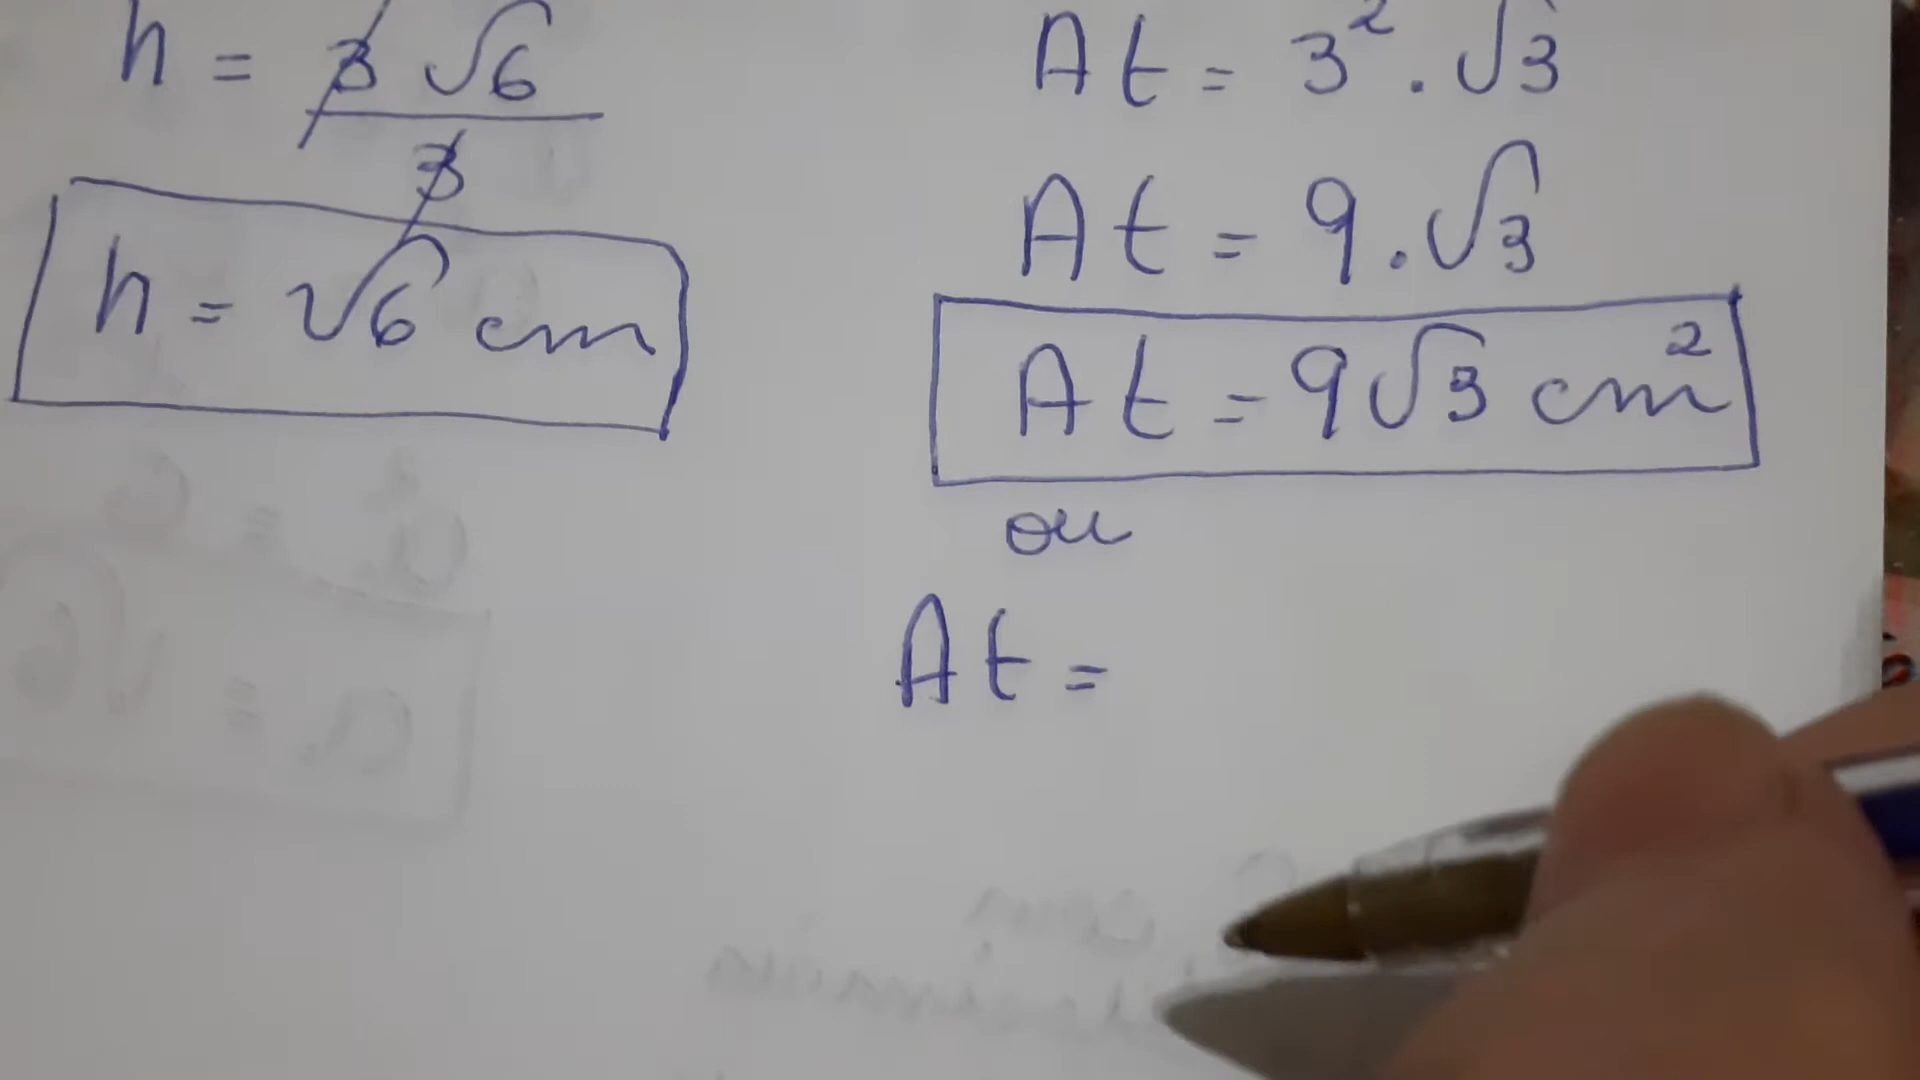 h = 3√6
3
h = √6 cm
At = 3² . √3
At = 9 . √3
At = 9√3 cm²
ou
At =